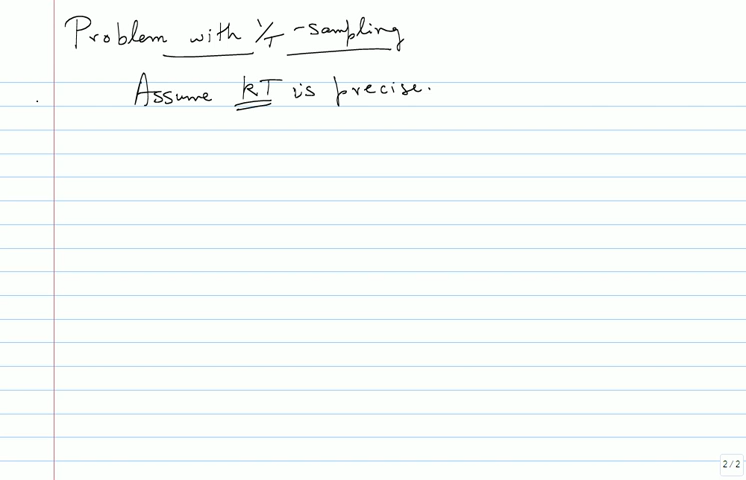 Problem with 1/T -sampling
Assume kT is precise.
2/2